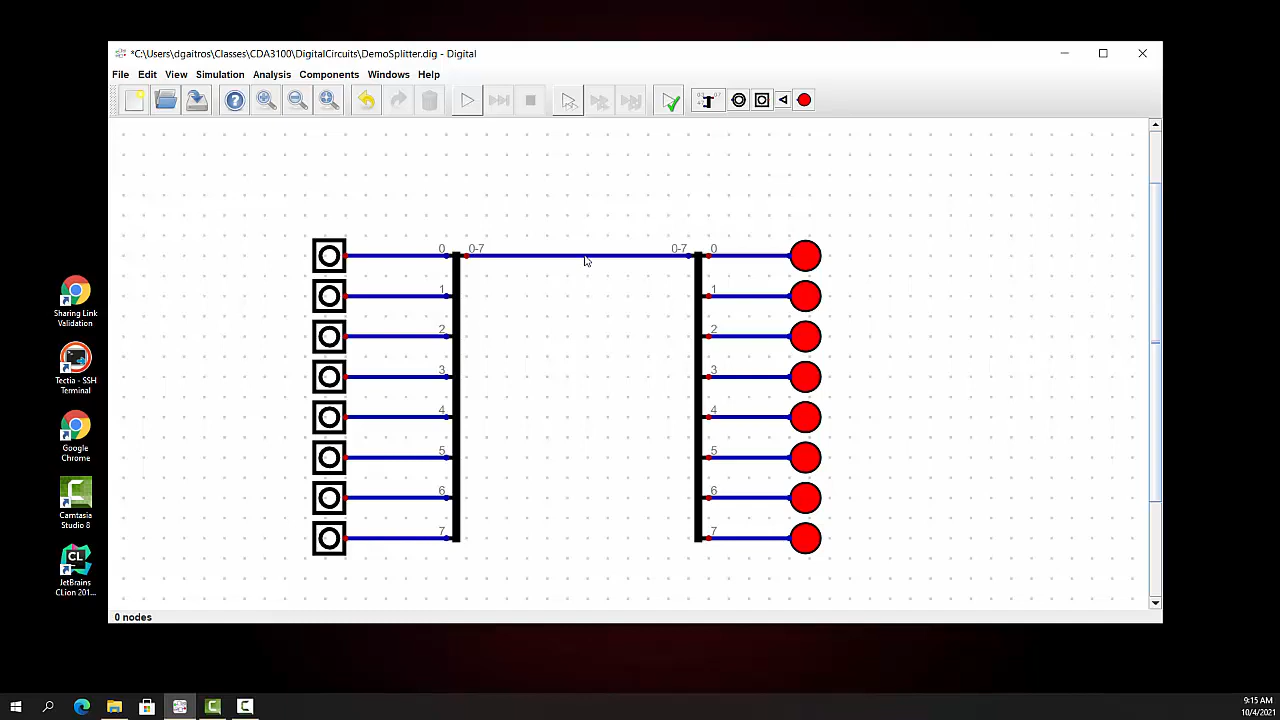 *C:\Users\dgaitros\Classes\CDA3100\DigitalCircuits\DemoSplitter.dig - Digital
File Edit View Simulation Analysis Components Windows Help
0 0-7 0-7 0
1 1
2 2
3 3
4 4
5 5
6 6
7 7
0 nodes
Sharing Link
Validation
Tectia - SSH
Terminal
Google
Chrome
Camtasia
Studio 8
JetBrains
CLion 201...
9:15 AM
10/4/2021